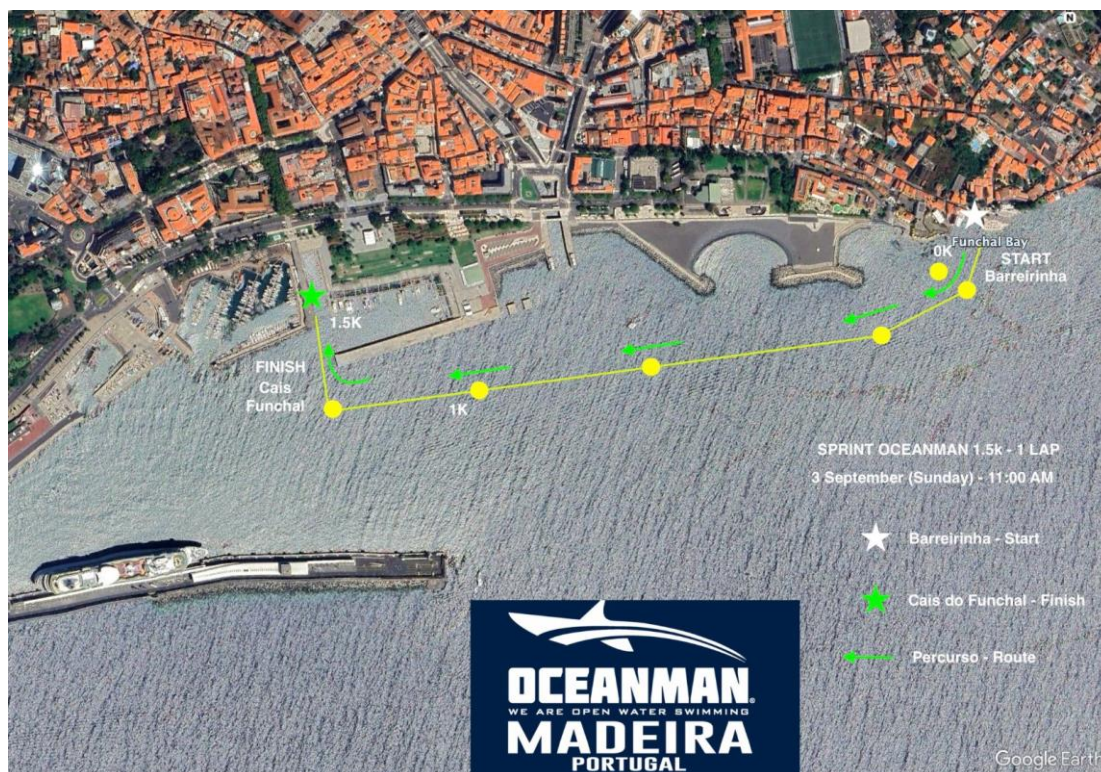 N
Funchal Bay
0K
START
Barreirinha
1.5K
FINISH
Cais
Funchal
1K
SPRINT OCEANMAN 1.5k - 1 LAP
3 September (Sunday) - 11:00 AM
Barreirinha - Start
Cais do Funchal - Finish
Percurso - Route
OCEANMAN.
WE ARE OPEN WATER SWIMMING
MADEIRA
PORTUGAL
Google Earth